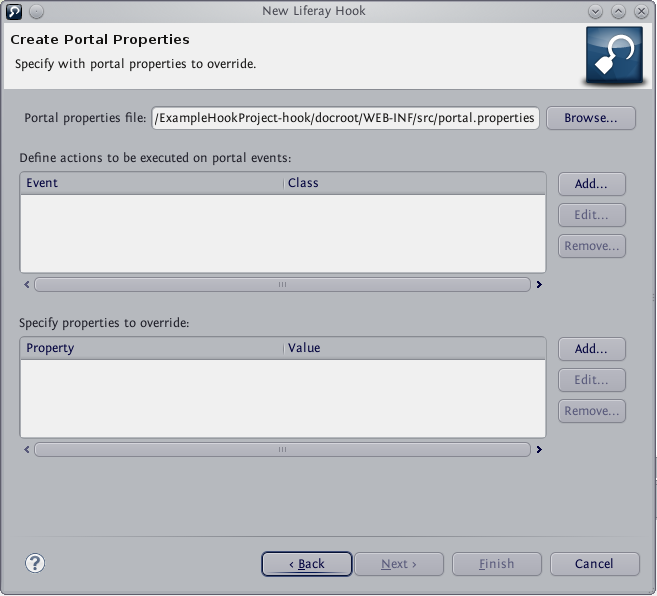 New Liferay Hook
Create Portal Properties
Specify with portal properties to override.
Portal properties file: /ExampleHookProject-hook/docroot/WEB-INF/src/portal.properties Browse...
Define actions to be executed on portal events:
Event Class Add...
Edit...
Remove...
Specify properties to override:
Property Value Add...
Edit...
Remove...
? < Back Next > Finish Cancel